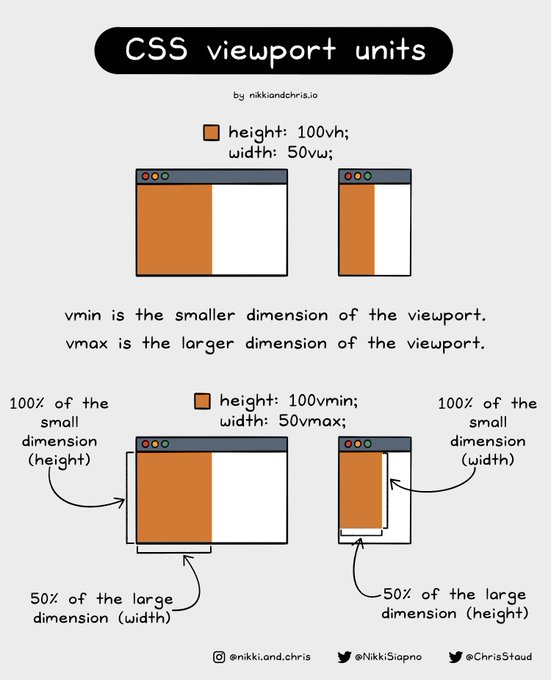 CSS viewport units
by nikkiandchris.io
height: 100vh;
width: 50vw;
vmin is the smaller dimension of the viewport.
vmax is the larger dimension of the viewport.
height: 100vmin;
width: 50vmax;
100% of the
small
dimension
(height)
100% of the
small
dimension
(width)
50% of the large
dimension (width)
50% of the large
dimension (height)
@nikki.and.chris @NikkiSiapno @ChrisStaud